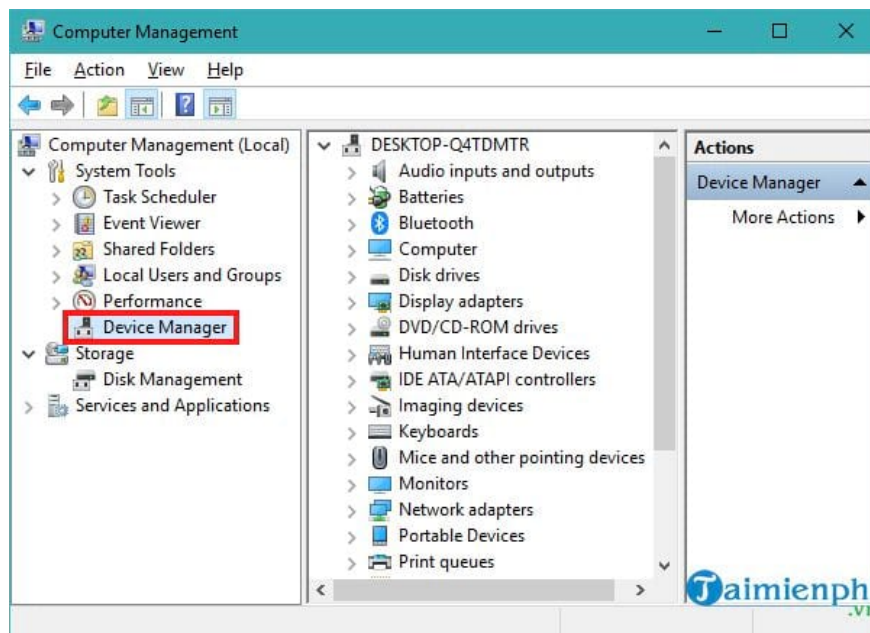 Computer Management
File Action View Help
Computer Management (Local)
System Tools
Task Scheduler
Event Viewer
Shared Folders
Local Users and Groups
Performance
Device Manager
Storage
Disk Management
Services and Applications
DESKTOP-Q4TDMTR
Audio inputs and outputs
Batteries
Bluetooth
Computer
Disk drives
Display adapters
DVD/CD-ROM drives
Human Interface Devices
IDE ATA/ATAPI controllers
Imaging devices
Keyboards
Mice and other pointing devices
Monitors
Network adapters
Portable Devices
Print queues
Actions
Device Manager
More Actions
Taimienph
.vn